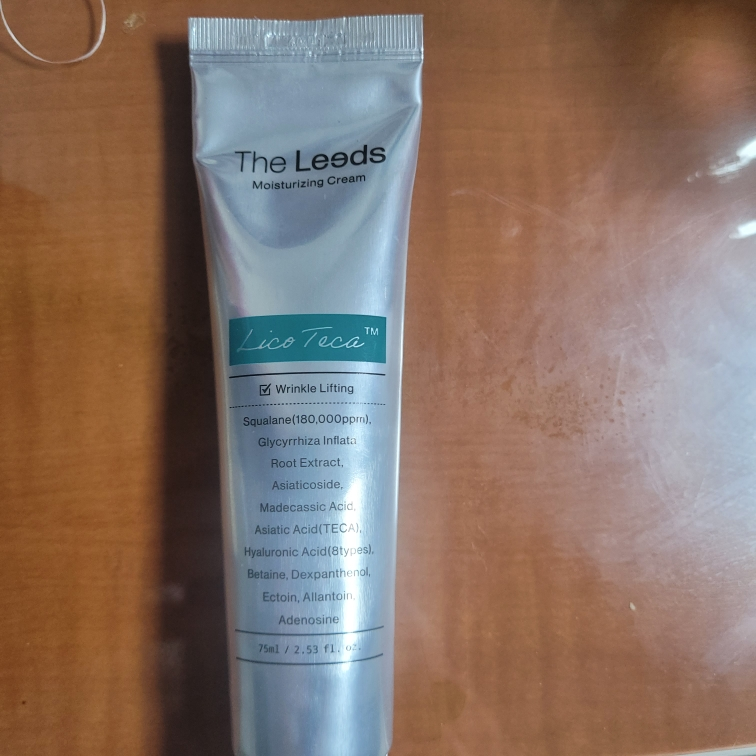 The Leeds
Moisturizing Cream
Lico Teca™
Wrinkle Lifting
Squalane(180,000ppm),
Glycyrrhiza Inflata
Root Extract,
Asiaticoside,
Madecassic Acid,
Asiatic Acid(TECA),
Hyaluronic Acid(8types),
Betaine, Dexpanthenol,
Ectoin, Allantoin,
Adenosine
75ml / 2.53 fl. oz.